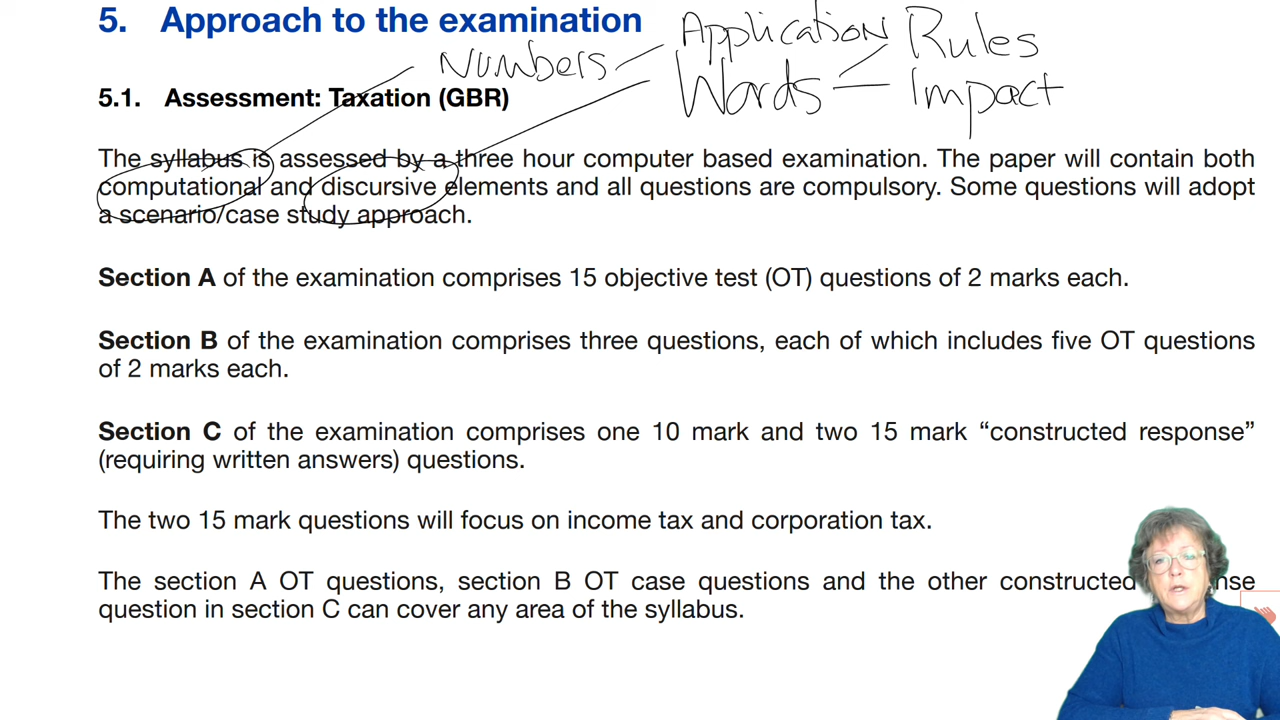 5. Approach to the examination
Numbers
Application
Rules
Words
Impact
5.1. Assessment: Taxation (GBR)
The syllabus is assessed by a three hour computer based examination. The paper will contain both
computational and discursive elements and all questions are compulsory. Some questions will adopt
a scenario/case study approach.
Section A of the examination comprises 15 objective test (OT) questions of 2 marks each.
Section B of the examination comprises three questions, each of which includes five OT questions
of 2 marks each.
Section C of the examination comprises one 10 mark and two 15 mark “constructed response”
(requiring written answers) questions.
The two 15 mark questions will focus on income tax and corporation tax.
The section A OT questions, section B OT case questions and the other constructed
question in section C can cover any area of the syllabus.